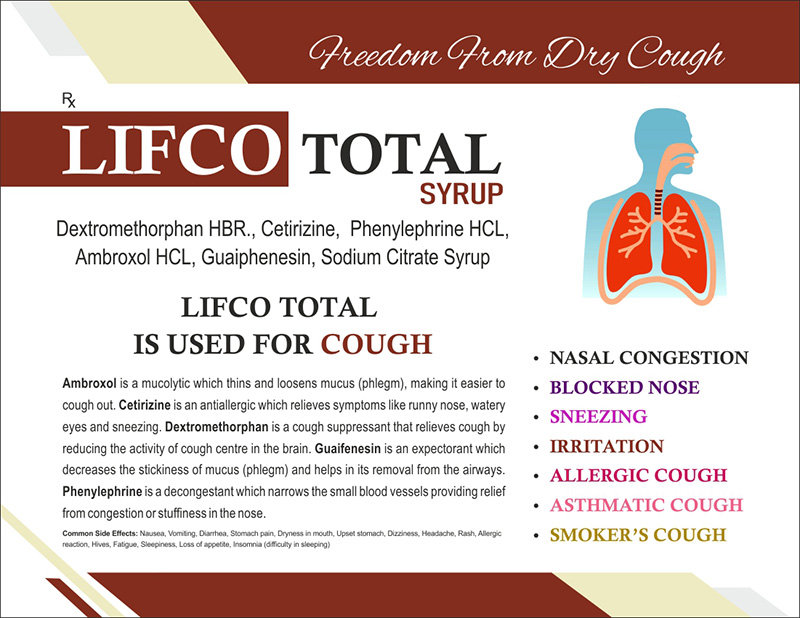 Freedom From Dry Cough
Rx
LIFCO TOTAL
SYRUP
Dextromethorphan HBR., Cetirizine, Phenylephrine HCL,
Ambroxol HCL, Guaiphenesin, Sodium Citrate Syrup
LIFCO TOTAL
IS USED FOR COUGH
Ambroxol is a mucolytic which thins and loosens mucus (phlegm), making it easier to
cough out. Cetirizine is an antiallergic which relieves symptoms like runny nose, watery
eyes and sneezing. Dextromethorphan is a cough suppressant that relieves cough by
reducing the activity of cough centre in the brain. Guaifenesin is an expectorant which
decreases the stickiness of mucus (phlegm) and helps in its removal from the airways.
Phenylephrine is a decongestant which narrows the small blood vessels providing relief
from congestion or stuffiness in the nose.
Common Side Effects: Nausea, Vomiting, Diarrhea, Stomach pain, Dryness in mouth, Upset stomach, Dizziness, Headache, Rash, Allergic
reaction, Hives, Fatigue, Sleepiness, Loss of appetite, Insomnia (difficulty in sleeping)
• NASAL CONGESTION
• BLOCKED NOSE
• SNEEZING
• IRRITATION
• ALLERGIC COUGH
• ASTHMATIC COUGH
• SMOKER'S COUGH